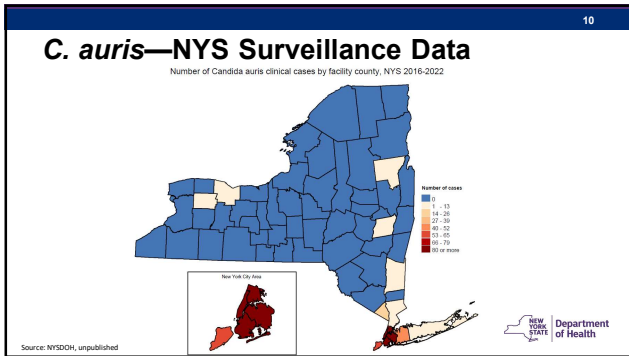 10
C. auris—NYS Surveillance Data
Number of Candida auris clinical cases by facility county, NYS 2016-2022
Number of cases
0
1 - 13
14 - 26
27 - 39
40 - 52
53 - 65
66 - 79
80 or more
New York City Area
NEW YORK STATE
Department of Health
Source: NYSDOH, unpublished